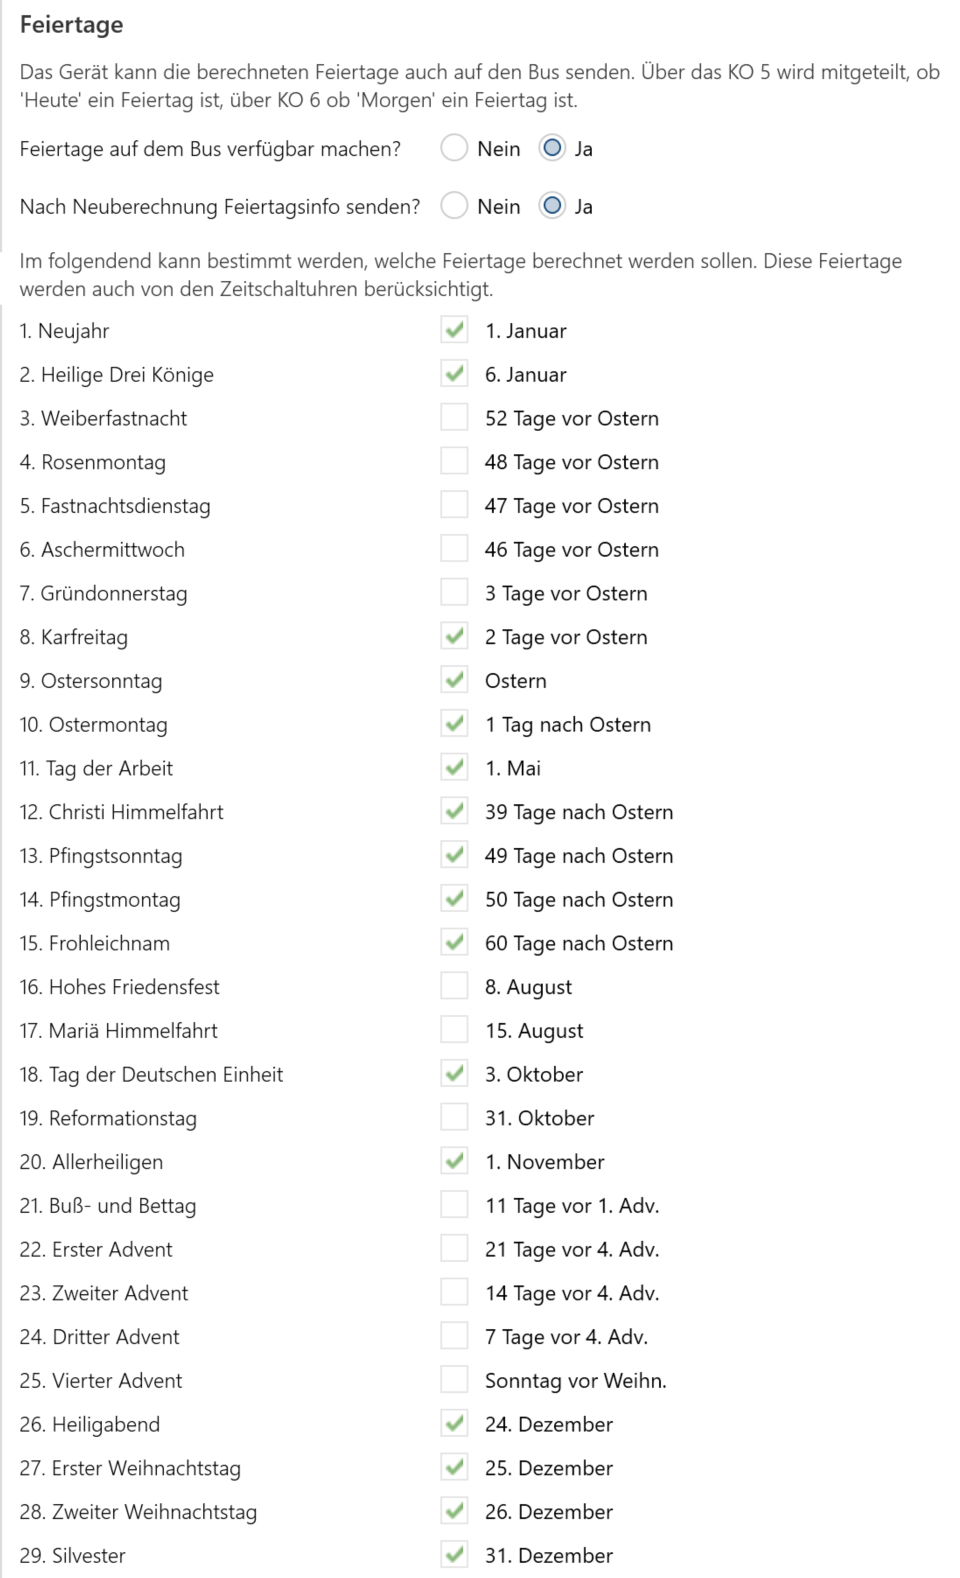 Feiertage
Das Gerät kann die berechneten Feiertage auch auf den Bus senden. Über das KO 5 wird mitgeteilt, ob
'Heute' ein Feiertag ist, über KO 6 ob 'Morgen' ein Feiertag ist.
Feiertage auf dem Bus verfügbar machen? Nein Ja
Nach Neuberechnung Feiertagsinfo senden? Nein Ja
Im folgendend kann bestimmt werden, welche Feiertage berechnet werden sollen. Diese Feiertage
werden auch von den Zeitschaltuhren berücksichtigt.
1. Neujahr 1. Januar
2. Heilige Drei Könige 6. Januar
3. Weiberfastnacht 52 Tage vor Ostern
4. Rosenmontag 48 Tage vor Ostern
5. Fastnachtsdienstag 47 Tage vor Ostern
6. Aschermittwoch 46 Tage vor Ostern
7. Gründonnerstag 3 Tage vor Ostern
8. Karfreitag 2 Tage vor Ostern
9. Ostersonntag Ostern
10. Ostermontag 1 Tag nach Ostern
11. Tag der Arbeit 1. Mai
12. Christi Himmelfahrt 39 Tage nach Ostern
13. Pfingstsonntag 49 Tage nach Ostern
14. Pfingstmontag 50 Tage nach Ostern
15. Frohleichnam 60 Tage nach Ostern
16. Hohes Friedensfest 8. August
17. Mariä Himmelfahrt 15. August
18. Tag der Deutschen Einheit 3. Oktober
19. Reformationstag 31. Oktober
20. Allerheiligen 1. November
21. Buß- und Bettag 11 Tage vor 1. Adv.
22. Erster Advent 21 Tage vor 4. Adv.
23. Zweiter Advent 14 Tage vor 4. Adv.
24. Dritter Advent 7 Tage vor 4. Adv.
25. Vierter Advent Sonntag vor Weihn.
26. Heiligabend 24. Dezember
27. Erster Weihnachtstag 25. Dezember
28. Zweiter Weihnachtstag 26. Dezember
29. Silvester 31. Dezember